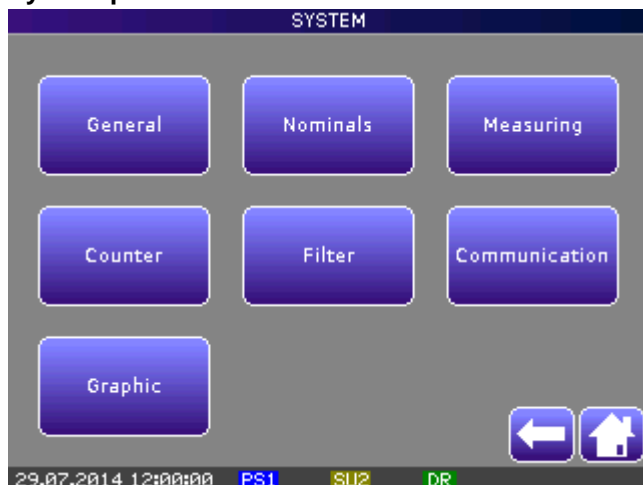 SYSTEM
General
Nominals
Measuring
Counter
Filter
Communication
Graphic
29.07.2014 12:00:00 PS1 SU2 DR